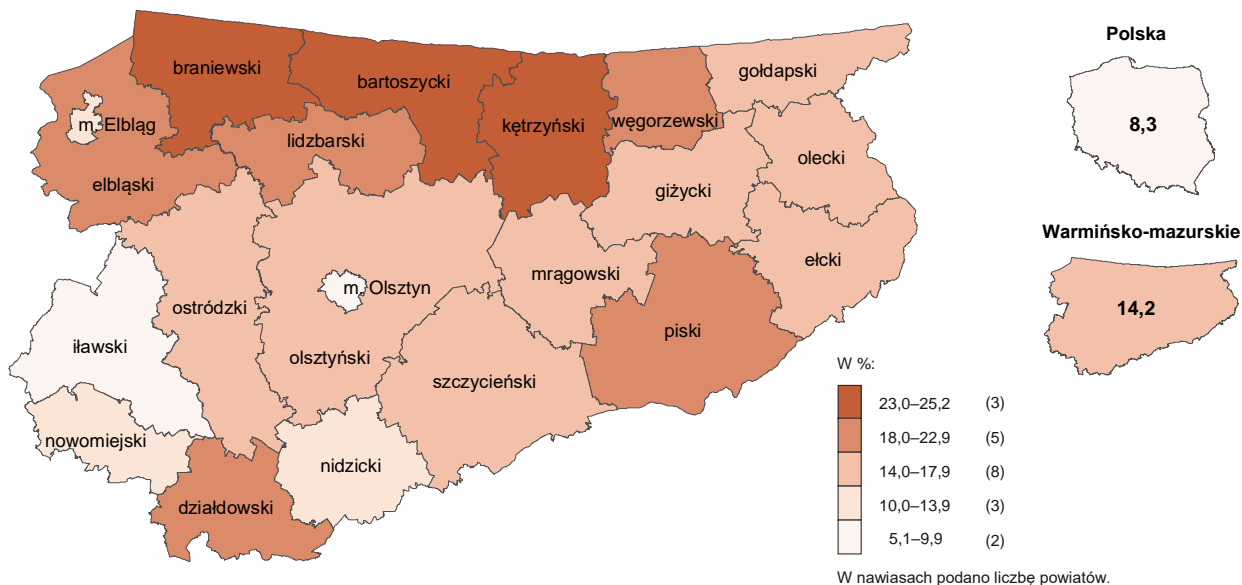 Polska
8,3
Warmińsko-mazurskie
14,2
braniewski
bartoszycki
kętrzyński
węgorzewski
gołdapski
m. Elbląg
lidzbarski
olecki
elbląski
giżycki
ełcki
mrągowski
m. Olsztyn
ostródzki
piski
iławski
olsztyński
szczycieński
nowomiejski
nidzicki
działdowski
W %:
23,0–25,2 (3)
18,0–22,9 (5)
14,0–17,9 (8)
10,0–13,9 (3)
5,1–9,9 (2)
W nawiasach podano liczbę powiatów.